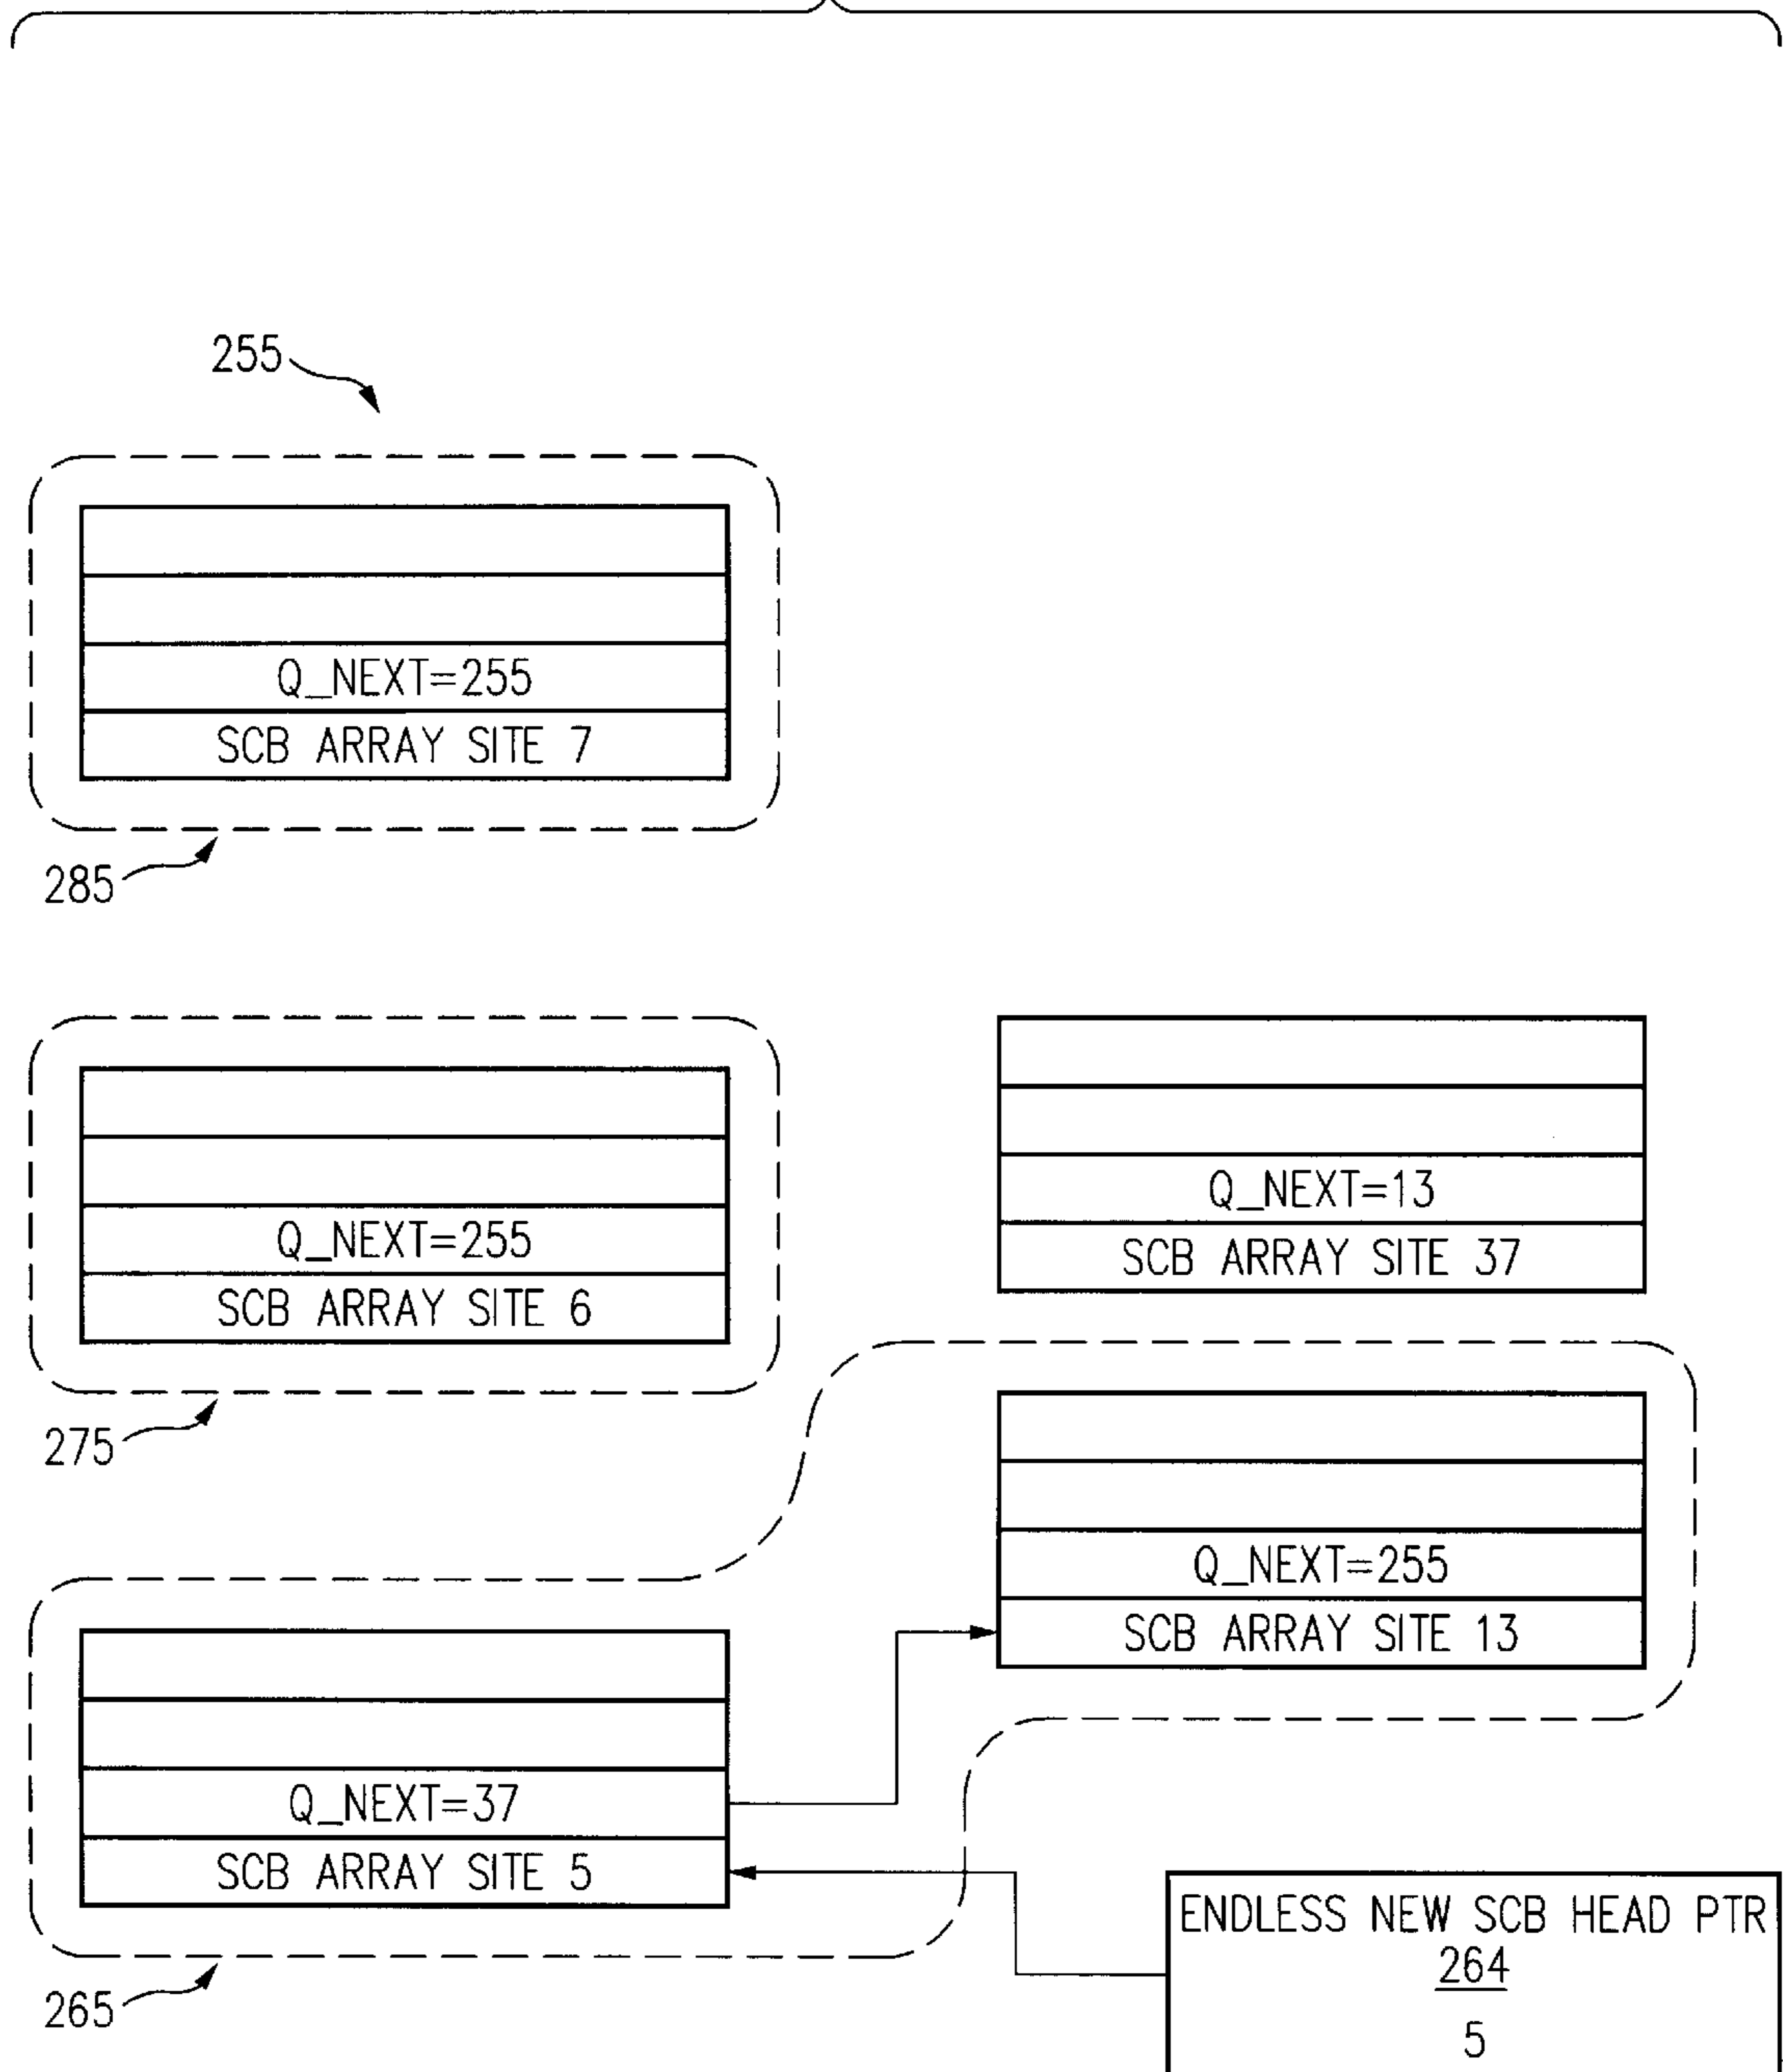 255
Q_NEXT=255
SCB ARRAY SITE 7
285
Q_NEXT=255
SCB ARRAY SITE 6
275
Q_NEXT=13
SCB ARRAY SITE 37
Q_NEXT=255
SCB ARRAY SITE 13
Q_NEXT=37
SCB ARRAY SITE 5
265
ENDLESS NEW SCB HEAD PTR
264
5